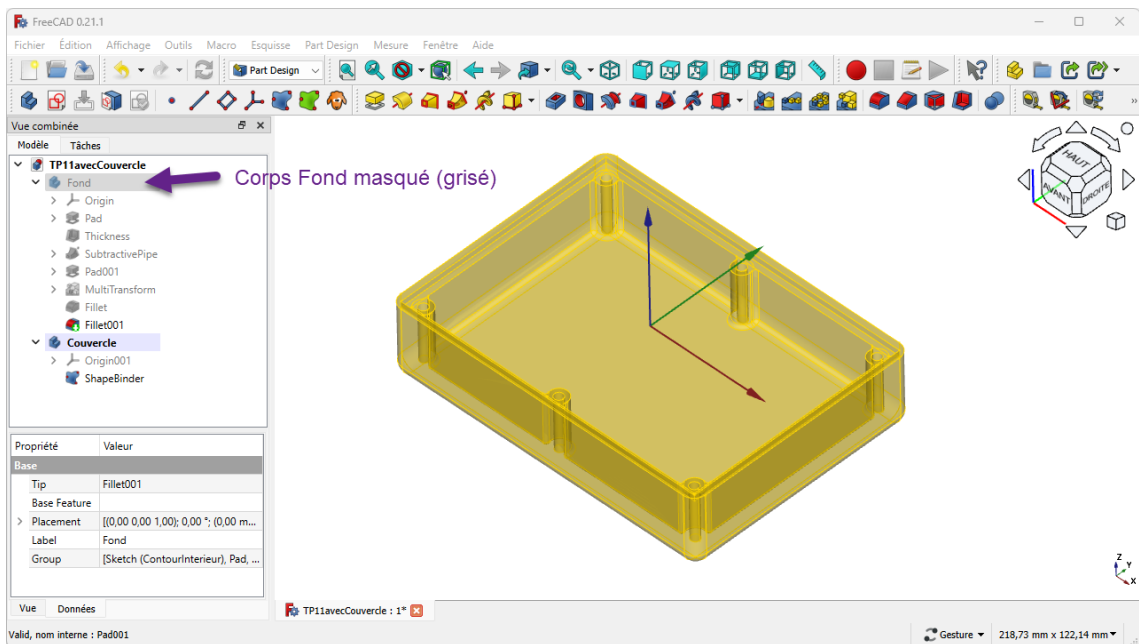 FreeCAD 0.21.1
Fichier Édition Affichage Outils Macro Esquisse Part Design Mesure Fenêtre Aide
Part Design
Vue combinée
Modèle Tâches
TP11avecCouvercle
Fond
Corps Fond masqué (grisé)
Origin
Pad
Thickness
SubtractivePipe
Pad001
MultiTransform
Fillet
Fillet001
Couvercle
Origin001
ShapeBinder
HAUT
AVANT
DROITE
Propriété Valeur
Base
Tip Fillet001
Base Feature
Placement [(0,00 0,00 1,00); 0,00 °; (0,00 m...
Label Fond
Group [Sketch (ContourInterieur), Pad, ...
Z
Y
X
Vue Données
TP11avecCouvercle : 1*
Valid, nom interne : Pad001
Gesture 218,73 mm x 122,14 mm